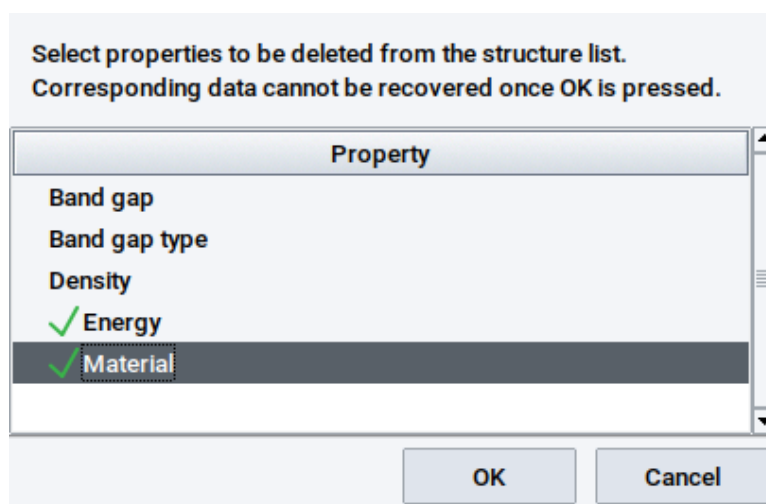 Select properties to be deleted from the structure list.
Corresponding data cannot be recovered once OK is pressed.
Property
Band gap
Band gap type
Density
Energy
Material
OK Cancel